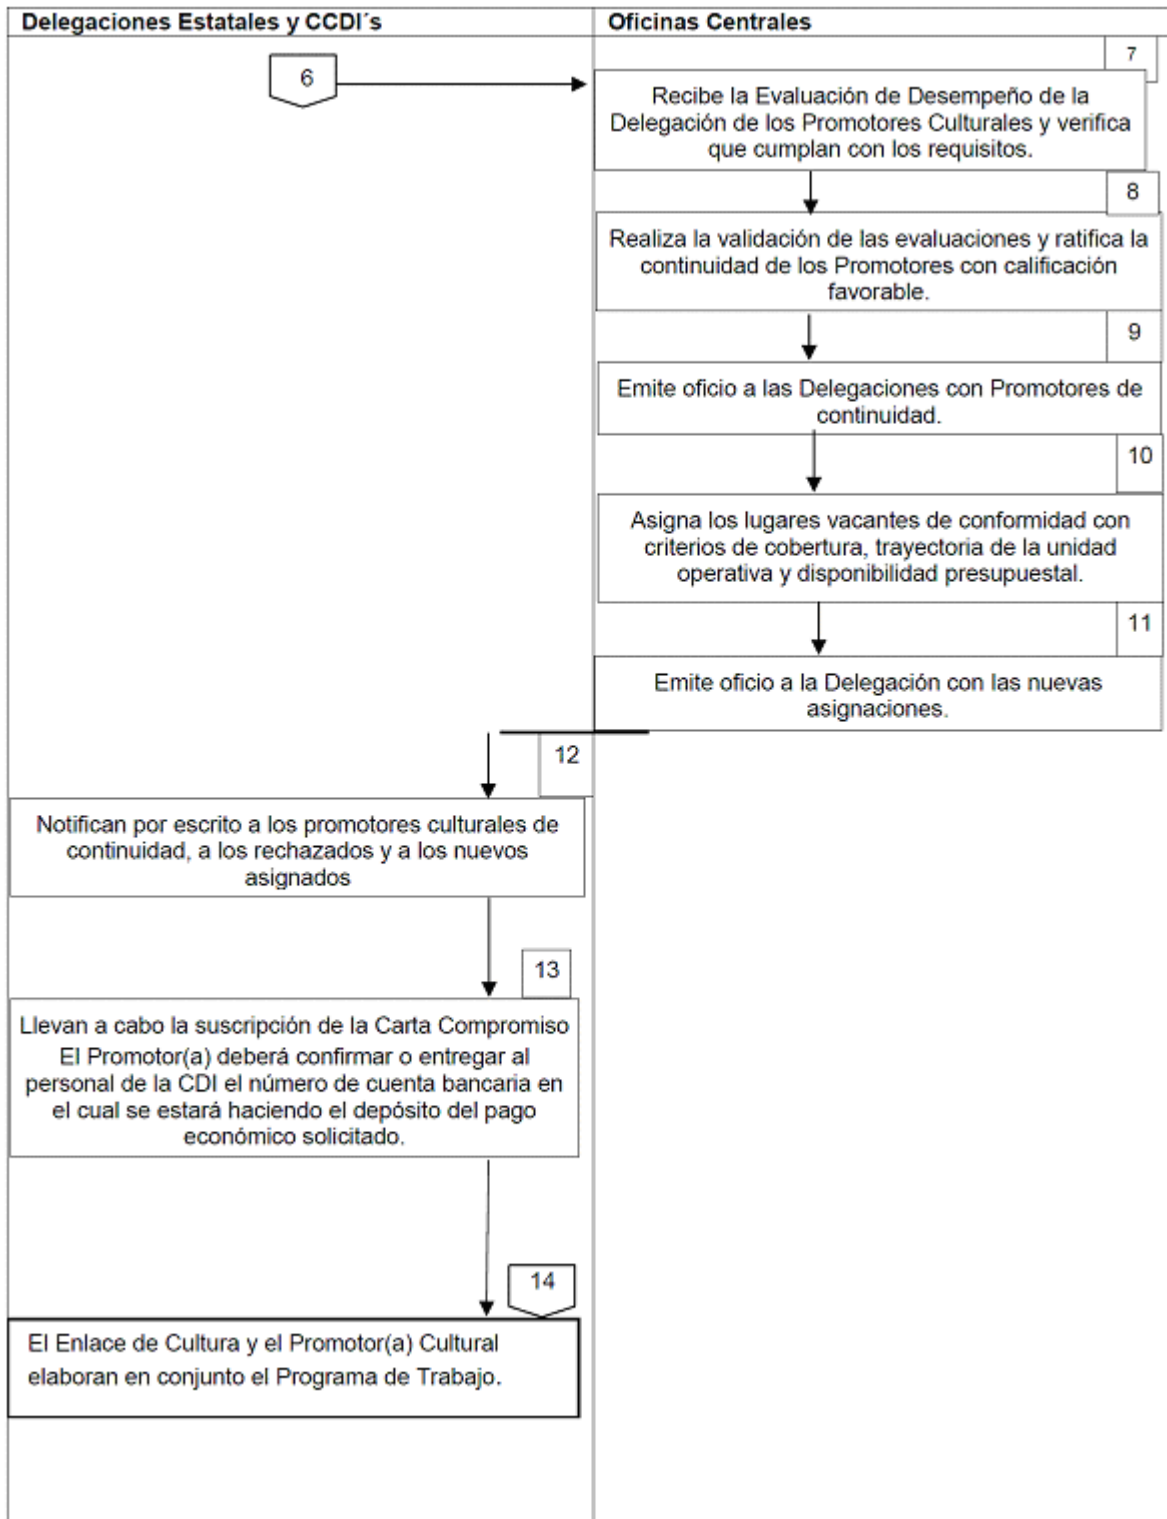 Delegaciones Estatales y CCDI´s
Oficinas Centrales
6
7
Recibe la Evaluación de Desempeño de la
Delegación de los Promotores Culturales y verifica
que cumplan con los requisitos.
8
Realiza la validación de las evaluaciones y ratifica la
continuidad de los Promotores con calificación
favorable.
9
Emite oficio a las Delegaciones con Promotores de
continuidad.
10
Asigna los lugares vacantes de conformidad con
criterios de cobertura, trayectoria de la unidad
operativa y disponibilidad presupuestal.
11
Emite oficio a la Delegación con las nuevas
asignaciones.
12
Notifican por escrito a los promotores culturales de
continuidad, a los rechazados y a los nuevos
asignados
13
Llevan a cabo la suscripción de la Carta Compromiso
El Promotor(a) deberá confirmar o entregar al
personal de la CDI el número de cuenta bancaria en
el cual se estará haciendo el depósito del pago
económico solicitado.
14
El Enlace de Cultura y el Promotor(a) Cultural
elaboran en conjunto el Programa de Trabajo.